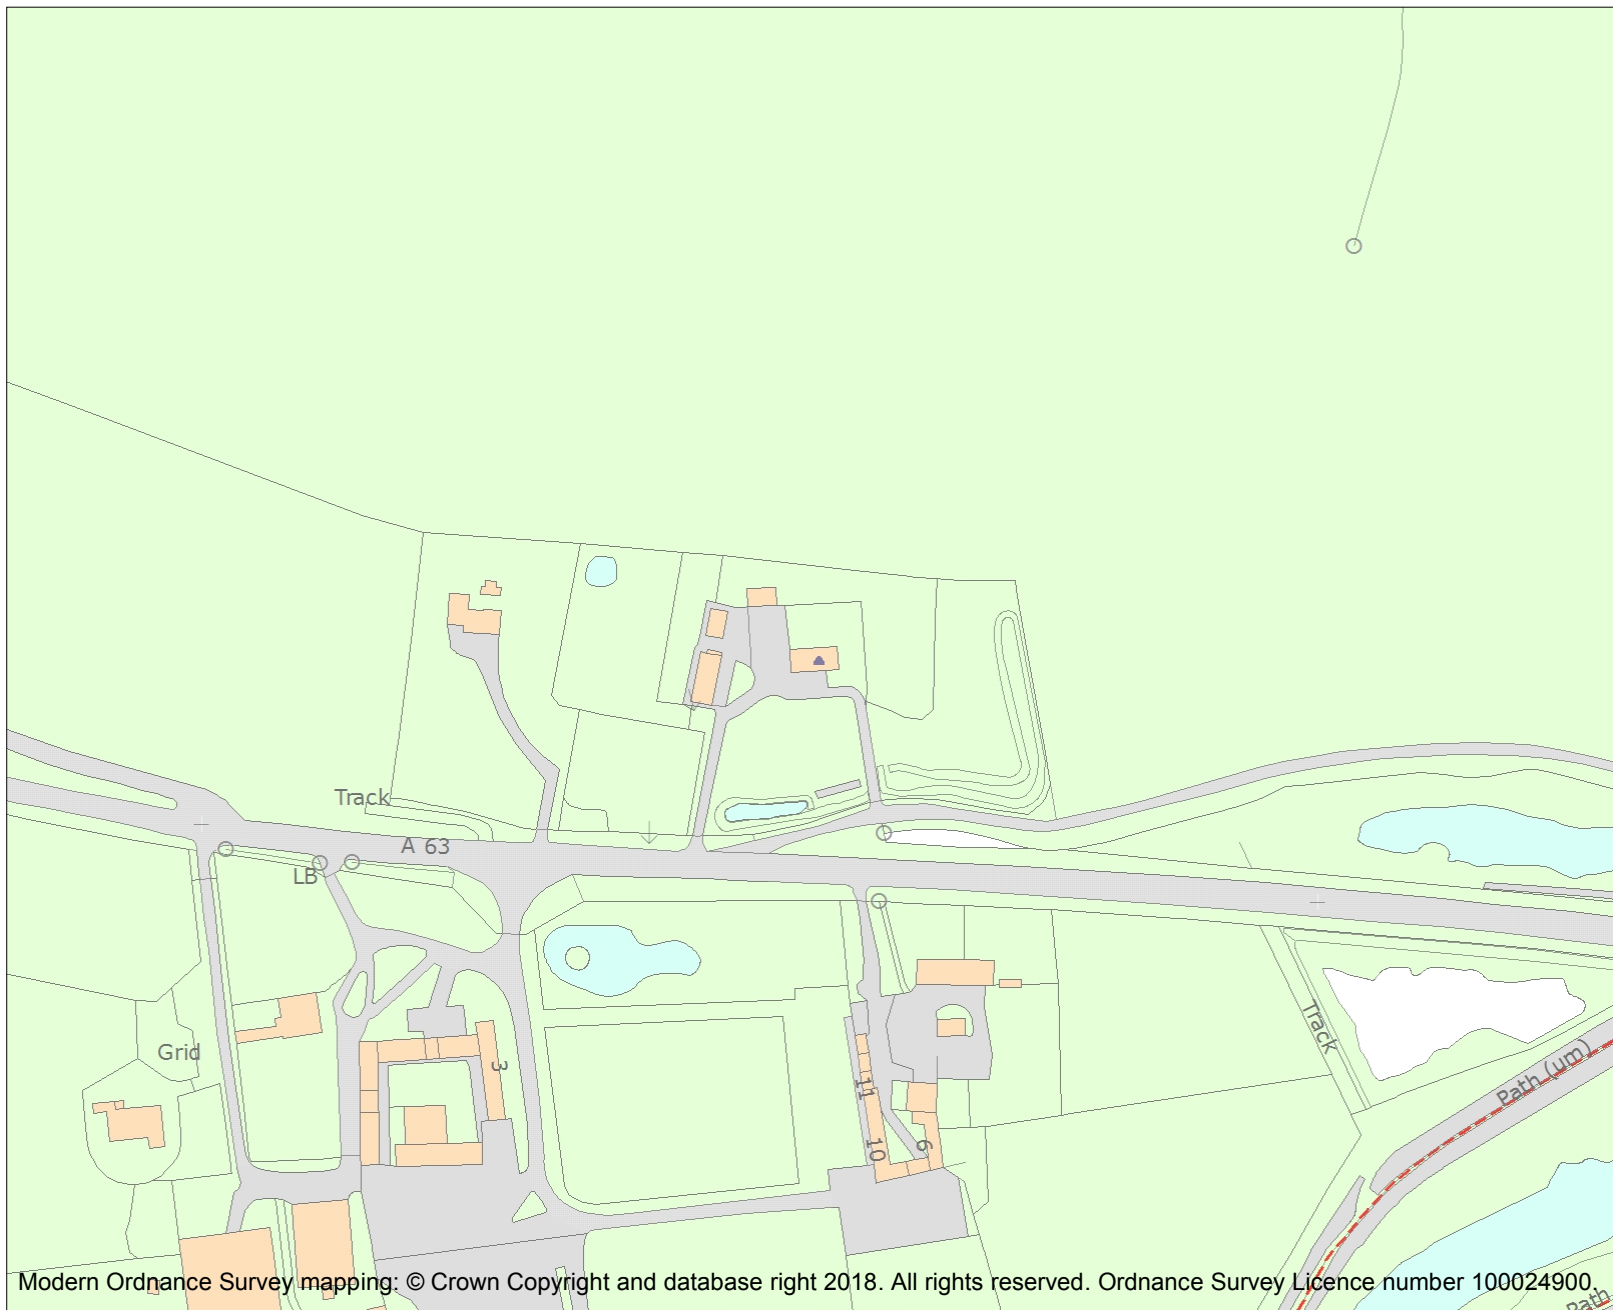 Track
A 63
LB
Track
Grid
3
11
Path (um)
10
6
Modern Ordnance Survey mapping: © Crown Copyright and database right 2018. All rights reserved. Ordnance Survey Licence number 100024900.
Path